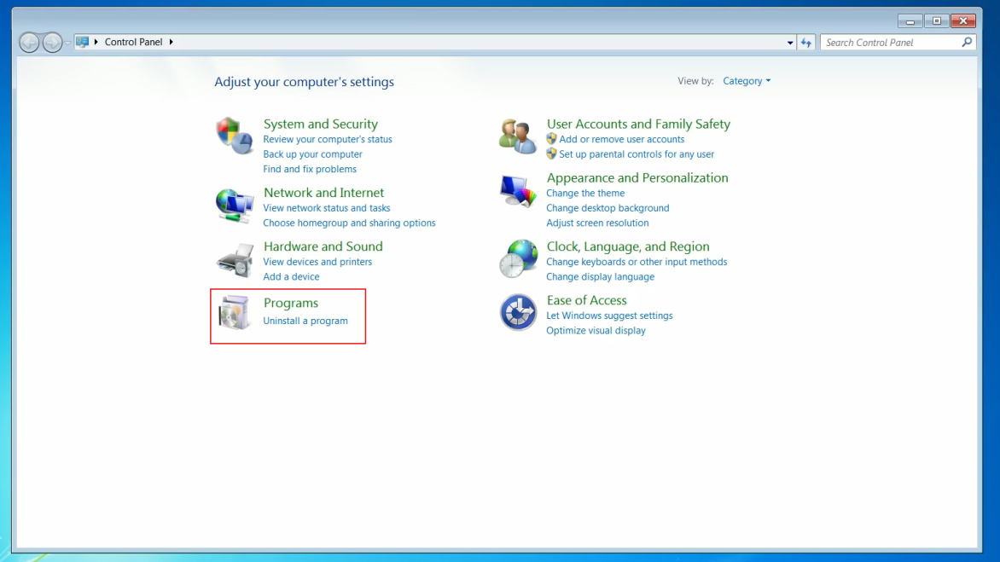 Control Panel
Search Control Panel
Adjust your computer's settings
View by: Category
System and Security
Review your computer's status
Back up your computer
Find and fix problems
Network and Internet
View network status and tasks
Choose homegroup and sharing options
Hardware and Sound
View devices and printers
Add a device
Programs
Uninstall a program
User Accounts and Family Safety
Add or remove user accounts
Set up parental controls for any user
Appearance and Personalization
Change the theme
Change desktop background
Adjust screen resolution
Clock, Language, and Region
Change keyboards or other input methods
Change display language
Ease of Access
Let Windows suggest settings
Optimize visual display